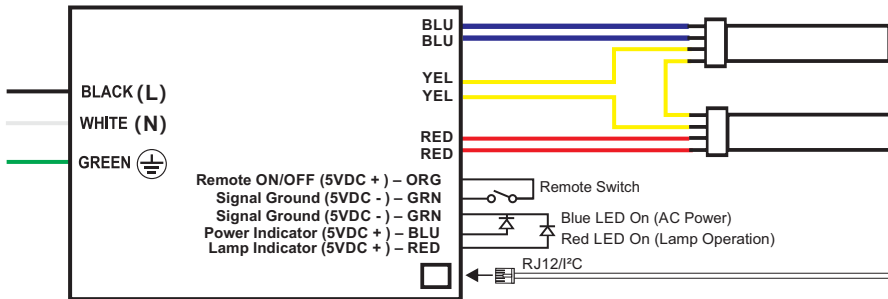 BLU
BLU
YEL
YEL
BLACK (L)
WHITE (N)
RED
RED
GREEN
Remote ON/OFF (5VDC + ) – ORG
Remote Switch
Signal Ground (5VDC - ) – GRN
Signal Ground (5VDC - ) – GRN
Blue LED On (AC Power)
Power Indicator (5VDC + ) – BLU
Red LED On (Lamp Operation)
Lamp Indicator (5VDC + ) – RED
RJ12/I²C